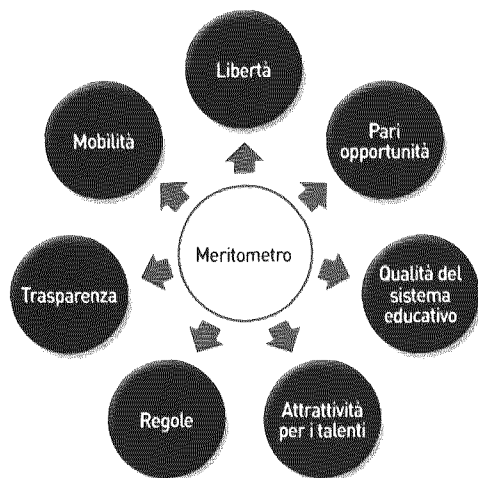 Libertà
Pari
opportunità
Qualità del
sistema
educativo
Attrattività
per i talenti
Regole
Trasparenza
Mobilità
Meritometro